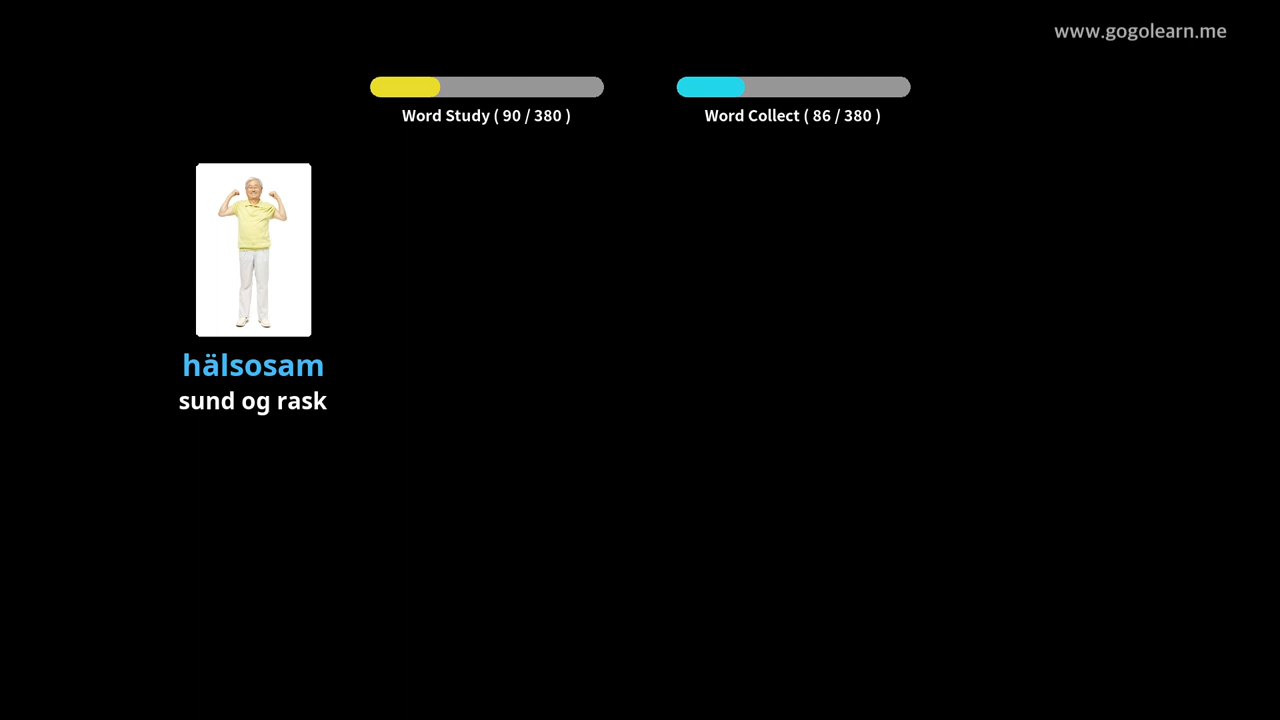 www.gogolearn.me
Word Study ( 90 / 380 )
Word Collect ( 86 / 380 )
hälsosam
sund og rask